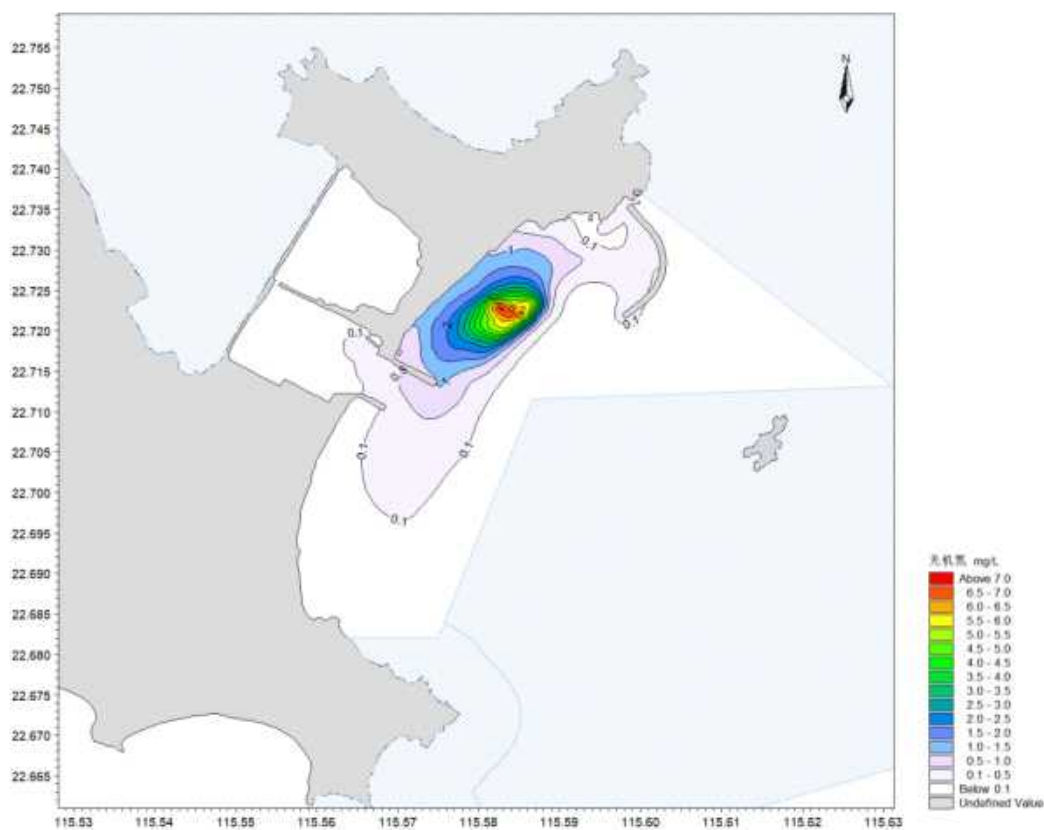 N
22.755
22.750
22.745
22.740
22.735
22.730
22.725
22.720
22.715
22.710
22.705
22.700
22.695
22.690
22.685
22.680
22.675
22.670
22.665
0.1
1
0.1
0.1
1
0.1
0.1
0.1
0.1
无机氮 mg/L
Above 7.0
6.5 - 7.0
6.0 - 6.5
5.5 - 6.0
5.0 - 5.5
4.5 - 5.0
4.0 - 4.5
3.5 - 4.0
3.0 - 3.5
2.5 - 3.0
2.0 - 2.5
1.5 - 2.0
1.0 - 1.5
0.5 - 1.0
0.1 - 0.5
Below 0.1
Undefined Value
115.53 115.54 115.55 115.56 115.57 115.58 115.59 115.60 115.61 115.62 115.63